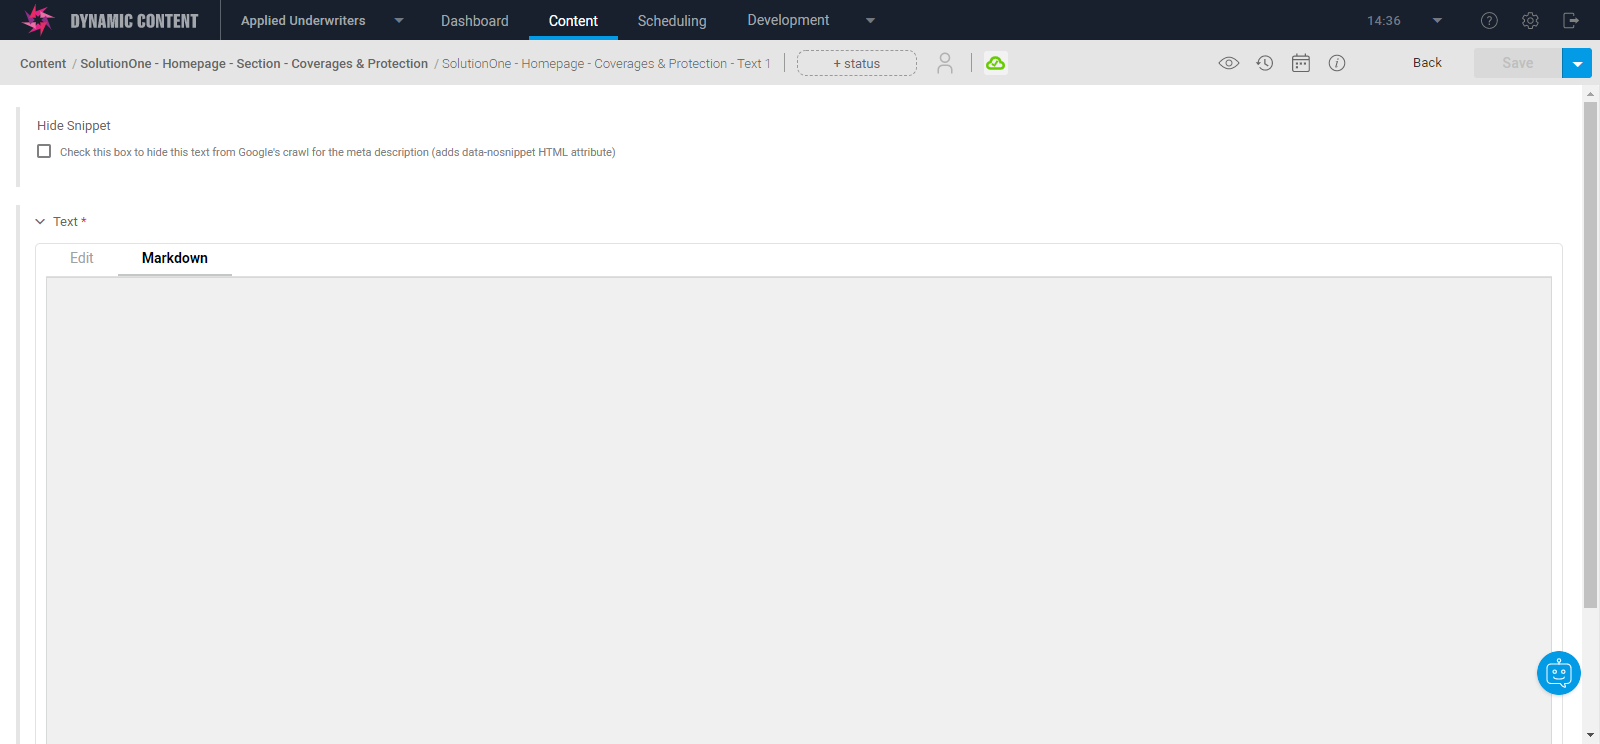 DYNAMIC CONTENT Applied Underwriters Dashboard Content Scheduling Development 14:36 ?
Content / SolutionOne - Homepage - Section - Coverages & Protection / SolutionOne - Homepage - Coverages & Protection - Text 1 + status Back Save
Hide Snippet
Check this box to hide this text from Google's crawl for the meta description (adds data-nosnippet HTML attribute)
Text *
Edit Markdown